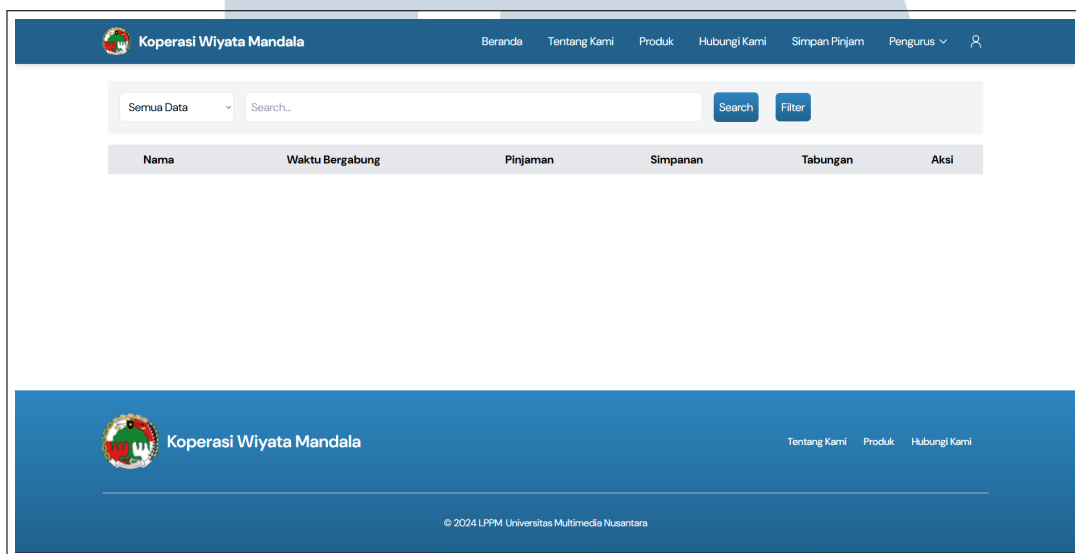 Koperasi Wiyata Mandala Beranda Tentang Kami Produk Hubungi Kami Simpan Pinjam Pengurus
Semua Data Search... Search Filter
Nama Waktu Bergabung Pinjaman Simpanan Tabungan Aksi
Koperasi Wiyata Mandala Tentang Kami Produk Hubungi Kami
© 2024 LPPM Universitas Multimedia Nusantara